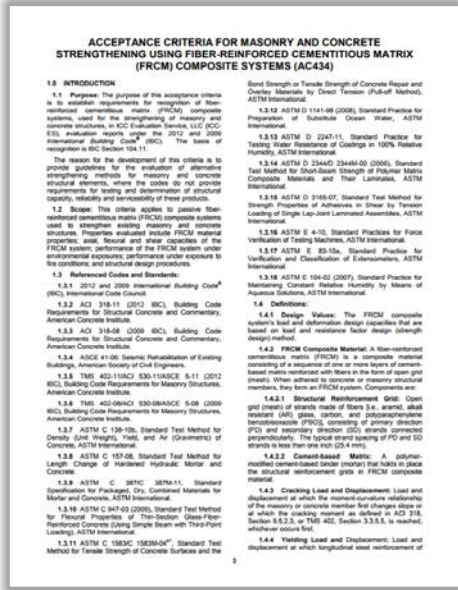 ACCEPTANCE CRITERIA FOR MASONRY AND CONCRETE
STRENGTHENING USING FIBER-REINFORCED CEMENTITIOUS MATRIX
(FRCM) COMPOSITE SYSTEMS (AC434)
1.0 INTRODUCTION
1.1 Purpose: The purpose of this acceptance criteria
is to establish requirements for recognition of fiber-
reinforced cementitious matrix (FRCM) composite
systems, used for the strengthening of masonry and
concrete structures, in ICC Evaluation Service, LLC (ICC-
ES), evaluation reports under the 2012 and 2009
International Building Code® (IBC). The basis of
recognition is IBC Section 104.11.
The reason for the development of this criteria is to
provide guidelines for the evaluation of alternative
strengthening methods for masonry and concrete
structural elements, where the codes do not provide
requirements for testing and determination of structural
capacity, reliability and serviceability of these products.
1.2 Scope: This criteria applies to passive fiber-
reinforced cementitious matrix (FRCM) composite systems
used to strengthen existing masonry and concrete
structures. Properties evaluated include FRCM material
properties; axial, flexural and shear capacities of the
FRCM system; performance of the FRCM system under
environmental exposures; performance under exposure to
fire conditions; and structural design procedures.
1.3 Referenced Codes and Standards:
1.3.1 2012 and 2009 International Building Code®
(IBC), International Code Council.
1.3.2 ACI 318-11 (2012 IBC), Building Code
Requirements for Structural Concrete and Commentary,
American Concrete Institute.
1.3.3 ACI 318-08 (2009 IBC), Building Code
Requirements for Structural Concrete and Commentary,
American Concrete Institute.
1.3.4 ASCE 41-06: Seismic Rehabilitation of Existing
Buildings, American Society of Civil Engineers.
1.3.5 TMS 402-11/ACI 530-11/ASCE 5-11 (2012
IBC), Building Code Requirements for Masonry Structures,
American Concrete Institute.
1.3.6 TMS 402-08/ACI 530-08/ASCE 5-08 (2009
IBC), Building Code Requirements for Masonry Structures,
American Concrete Institute.
1.3.7 ASTM C 138-10b, Standard Test Method for
Density (Unit Weight), Yield, and Air (Gravimetric) of
Concrete, ASTM International.
1.3.8 ASTM C 157-08, Standard Test Method for
Length Change of Hardened Hydraulic Mortar and
Concrete.
1.3.9 ASTM C 387/C 387M-11, Standard
Specification for Packaged, Dry, Combined Materials for
Mortar and Concrete, ASTM International.
1.3.10 ASTM C 947-03 (2009), Standard Test Method
for Flexural Properties of Thin-Section Glass-Fiber-
Reinforced Concrete (Using Simple Beam with Third-Point
Loading), ASTM International.
1.3.11 ASTM C 1583/C 1583M-04, Standard Test
Method for Tensile Strength of Concrete Surfaces and the
Bond Strength or Tensile Strength of Concrete Repair and
Overlay Materials by Direct Tension (Pull-off Method),
ASTM International.
1.3.12 ASTM D 1141-98 (2008), Standard Practice for
Preparation of Substitute Ocean Water, ASTM
International.
1.3.13 ASTM D 2247-11, Standard Practice for
Testing Water Resistance of Coatings in 100% Relative
Humidity, ASTM International.
1.3.14 ASTM D 2344/D 2344M-00 (2006), Standard
Test Method for Short-Beam Strength of Polymer Matrix
Composite Materials and Their Laminates, ASTM
International.
1.3.15 ASTM D 3165-07, Standard Test Method for
Strength Properties of Adhesives in Shear by Tension
Loading of Single Lap-Joint Laminated Assemblies, ASTM
International.
1.3.16 ASTM E 4-10, Standard Practices for Force
Verification of Testing Machines, ASTM International.
1.3.17 ASTM E 83-10a, Standard Practice for
Verification and Classification of Extensometers, ASTM
International.
1.3.18 ASTM E 104-02 (2007), Standard Practice for
Maintaining Constant Relative Humidity by Means of
Aqueous Solutions, ASTM International.
1.4 Definitions:
1.4.1 Design Values: The FRCM composite
system's load and deformation design capacities that are
based on load and resistance factor design (strength
design) method.
1.4.2 FRCM Composite Material: A fiber-reinforced
cementitious matrix (FRCM) is a composite material
consisting of a sequence of one or more layers of cement-
based matrix reinforced with fibers in the form of open grid
(mesh). When adhered to concrete or masonry structural
members, they form an FRCM system. Components are:
1.4.2.1 Structural Reinforcement Grid: Open
grid (mesh) of strands made of fibers [i.e., aramid, alkali
resistant (AR) glass, carbon, and polyparaphenylene
benzobisoxazole (PBO)], consisting of primary direction
(PD) and secondary direction (SD) strands connected
perpendicularly. The typical strand spacing of PD and SD
strands is less than one inch (25.4 mm).
1.4.2.2 Cement-based Matrix: A polymer-
modified cement-based binder (mortar) that holds in place
the structural reinforcement grids in FRCM composite
material.
1.4.3 Cracking Load and Displacement: Load and
displacement at which the moment-curvature relationship
of the masonry or concrete member first changes slope or
at which the cracking moment as defined in ACI 318,
Section 9.5.2.3, or TMS 402, Section 3.3.5.5, is reached,
whichever occurs first.
1.4.4 Yielding Load and Displacement: Load and
displacement at which longitudinal steel reinforcement of
2